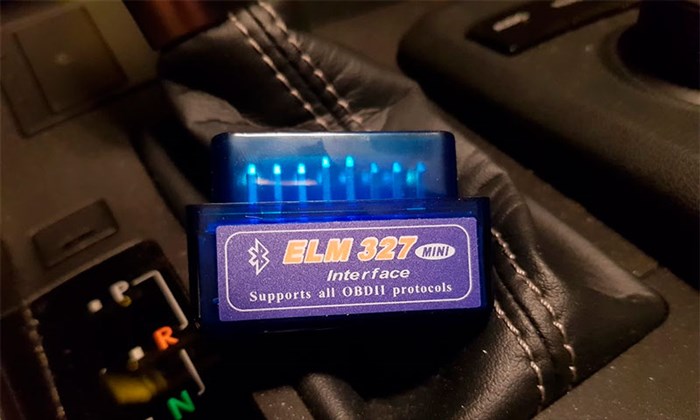 ELM 327 MINI
Interface
Supports all OBDII protocols
P
R
N